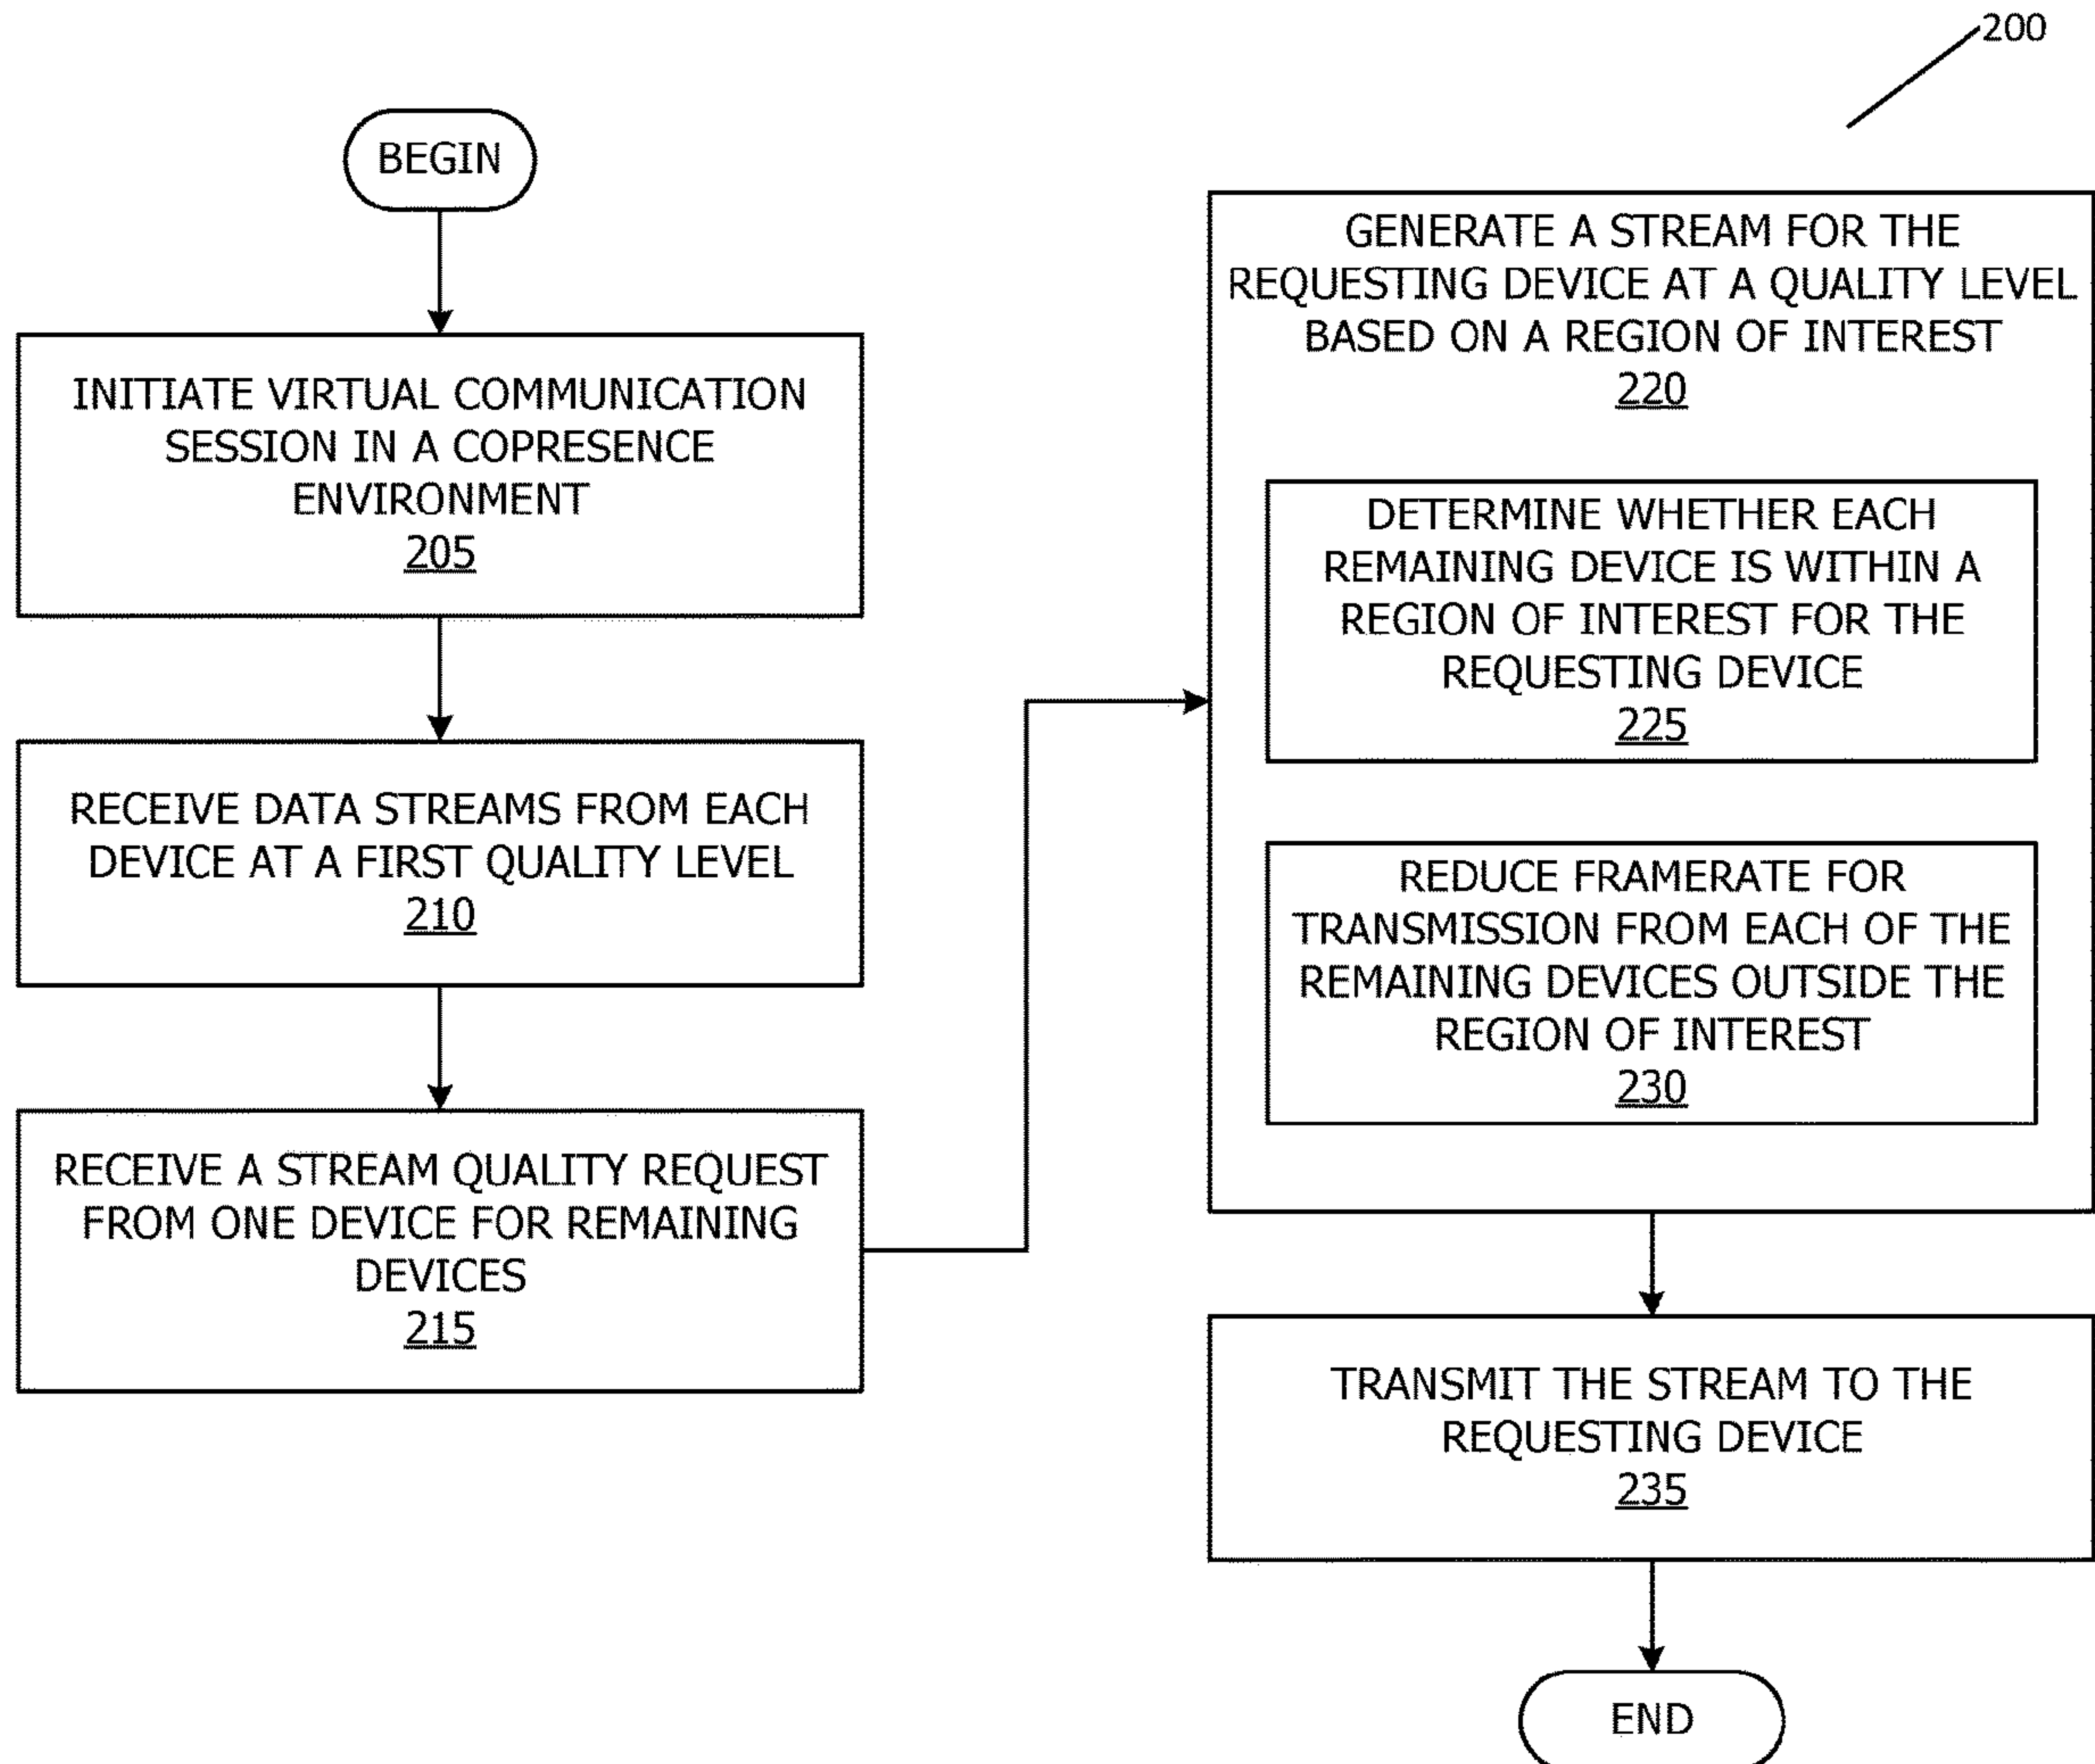 200
BEGIN
INITIATE VIRTUAL COMMUNICATION
SESSION IN A COPRESENCE
ENVIRONMENT
205
RECEIVE DATA STREAMS FROM EACH
DEVICE AT A FIRST QUALITY LEVEL
210
RECEIVE A STREAM QUALITY REQUEST
FROM ONE DEVICE FOR REMAINING
DEVICES
215
GENERATE A STREAM FOR THE
REQUESTING DEVICE AT A QUALITY LEVEL
BASED ON A REGION OF INTEREST
220
DETERMINE WHETHER EACH
REMAINING DEVICE IS WITHIN A
REGION OF INTEREST FOR THE
REQUESTING DEVICE
225
REDUCE FRAMERATE FOR
TRANSMISSION FROM EACH OF THE
REMAINING DEVICES OUTSIDE THE
REGION OF INTEREST
230
TRANSMIT THE STREAM TO THE
REQUESTING DEVICE
235
END